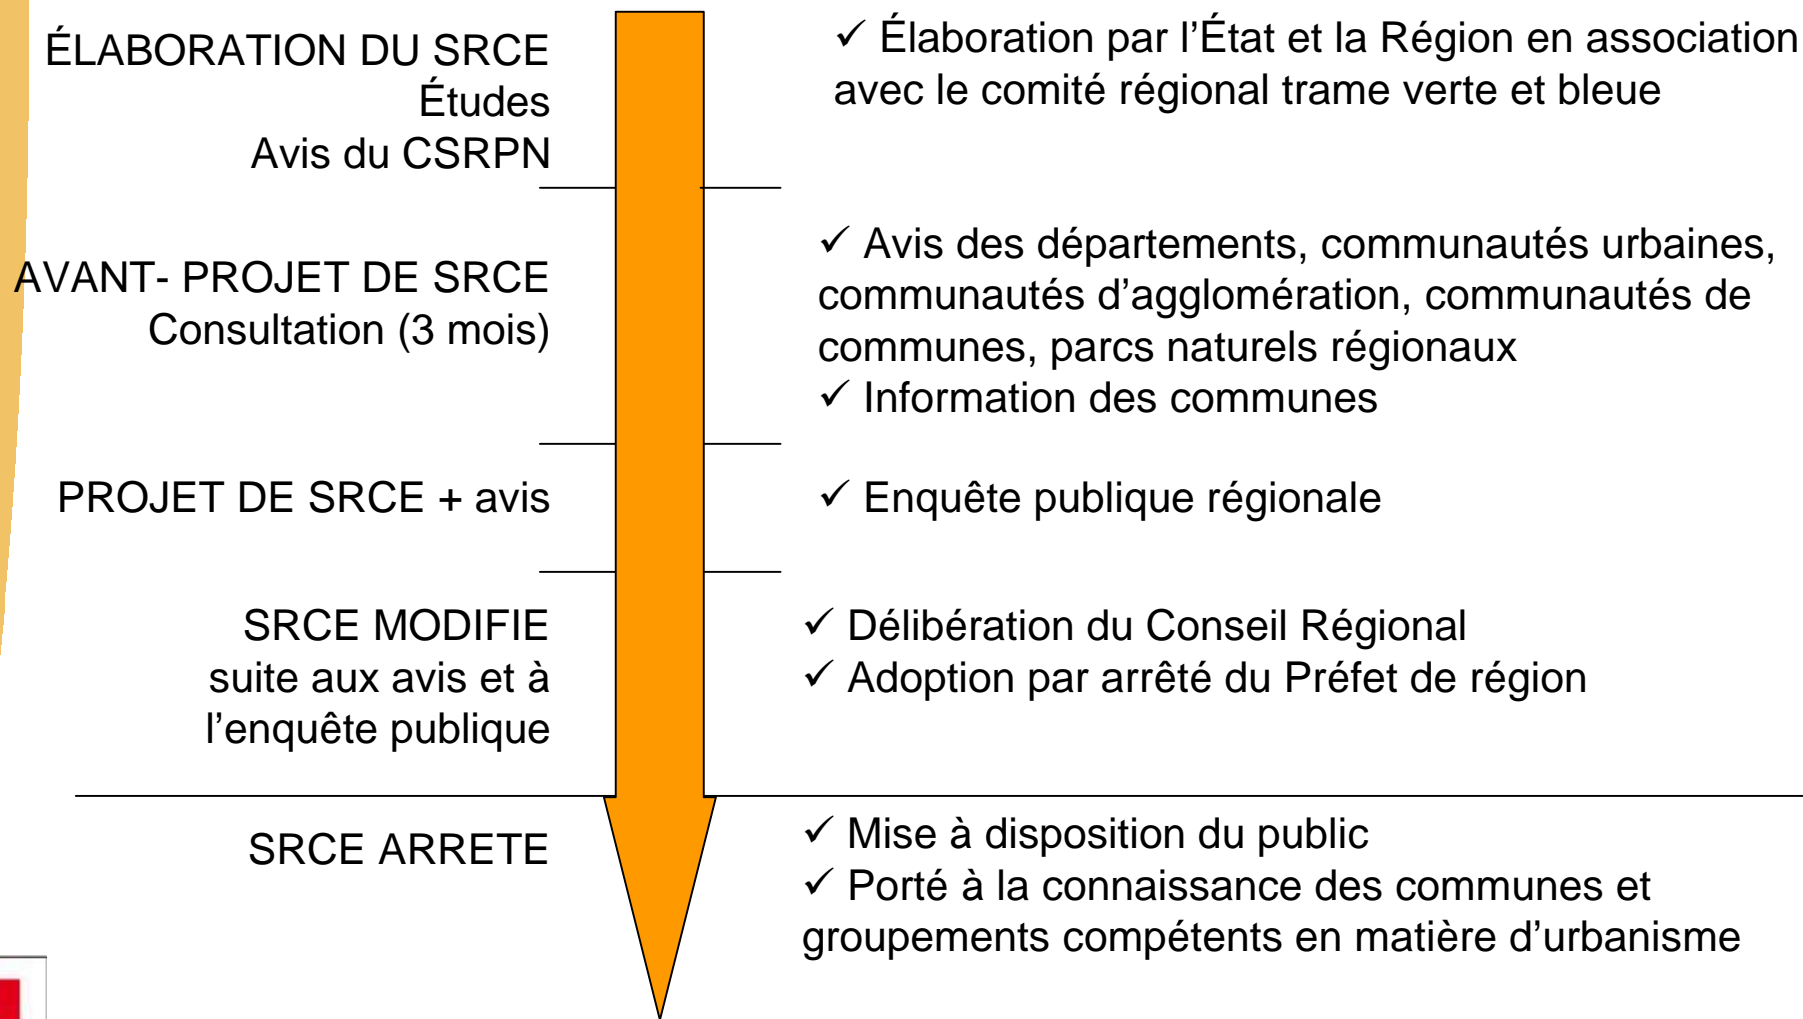 ÉLABORATION DU SRCE
Études
Avis du CSRPN
✓ Élaboration par l’État et la Région en association
avec le comité régional trame verte et bleue
AVANT- PROJET DE SRCE
Consultation (3 mois)
✓ Avis des départements, communautés urbaines,
communautés d’agglomération, communautés de
communes, parcs naturels régionaux
✓ Information des communes
PROJET DE SRCE + avis
✓ Enquête publique régionale
SRCE MODIFIE
suite aux avis et à
l’enquête publique
✓ Délibération du Conseil Régional
✓ Adoption par arrêté du Préfet de région
SRCE ARRETE
✓ Mise à disposition du public
✓ Porté à la connaissance des communes et
groupements compétents en matière d’urbanisme